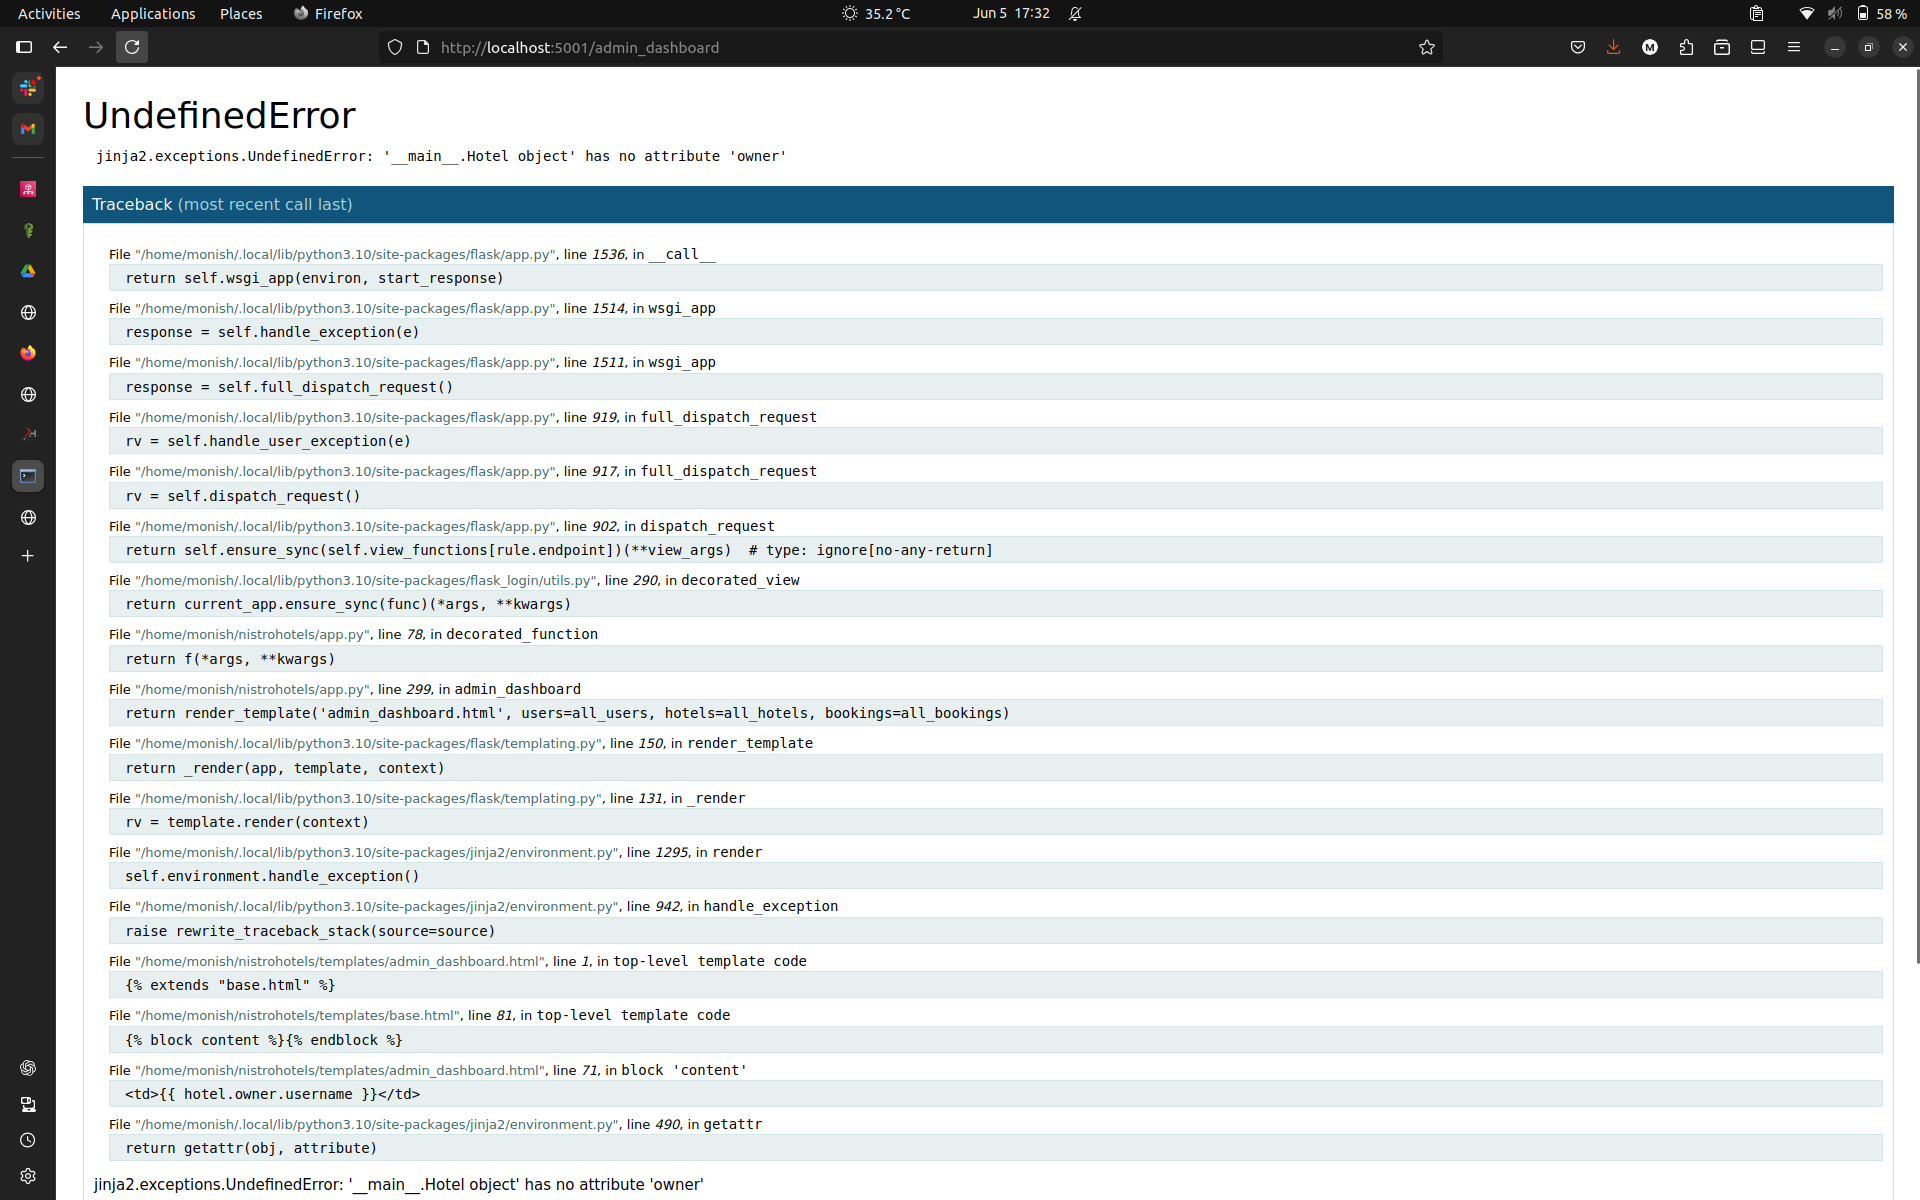 Activities Applications Places Firefox 35.2 °C Jun 5 17:32 58 %
http://localhost:5001/admin_dashboard
M
UndefinedError
jinja2.exceptions.UndefinedError: '__main__.Hotel object' has no attribute 'owner'
Traceback (most recent call last)
File "/home/monish/.local/lib/python3.10/site-packages/flask/app.py", line 1536, in __call__
return self.wsgi_app(environ, start_response)
File "/home/monish/.local/lib/python3.10/site-packages/flask/app.py", line 1514, in wsgi_app
response = self.handle_exception(e)
File "/home/monish/.local/lib/python3.10/site-packages/flask/app.py", line 1511, in wsgi_app
response = self.full_dispatch_request()
File "/home/monish/.local/lib/python3.10/site-packages/flask/app.py", line 919, in full_dispatch_request
rv = self.handle_user_exception(e)
File "/home/monish/.local/lib/python3.10/site-packages/flask/app.py", line 917, in full_dispatch_request
rv = self.dispatch_request()
File "/home/monish/.local/lib/python3.10/site-packages/flask/app.py", line 902, in dispatch_request
return self.ensure_sync(self.view_functions[rule.endpoint])(**view_args)  # type: ignore[no-any-return]
File "/home/monish/.local/lib/python3.10/site-packages/flask_login/utils.py", line 290, in decorated_view
return current_app.ensure_sync(func)(*args, **kwargs)
File "/home/monish/nistrohotels/app.py", line 78, in decorated_function
return f(*args, **kwargs)
File "/home/monish/nistrohotels/app.py", line 299, in admin_dashboard
return render_template('admin_dashboard.html', users=all_users, hotels=all_hotels, bookings=all_bookings)
File "/home/monish/.local/lib/python3.10/site-packages/flask/templating.py", line 150, in render_template
return _render(app, template, context)
File "/home/monish/.local/lib/python3.10/site-packages/flask/templating.py", line 131, in _render
rv = template.render(context)
File "/home/monish/.local/lib/python3.10/site-packages/jinja2/environment.py", line 1295, in render
self.environment.handle_exception()
File "/home/monish/.local/lib/python3.10/site-packages/jinja2/environment.py", line 942, in handle_exception
raise rewrite_traceback_stack(source=source)
File "/home/monish/nistrohotels/templates/admin_dashboard.html", line 1, in top-level template code
{% extends "base.html" %}
File "/home/monish/nistrohotels/templates/base.html", line 81, in top-level template code
{% block content %}{% endblock %}
File "/home/monish/nistrohotels/templates/admin_dashboard.html", line 71, in block 'content'
<td>{{ hotel.owner.username }}</td>
File "/home/monish/.local/lib/python3.10/site-packages/jinja2/environment.py", line 490, in getattr
return getattr(obj, attribute)
jinja2.exceptions.UndefinedError: '__main__.Hotel object' has no attribute 'owner'